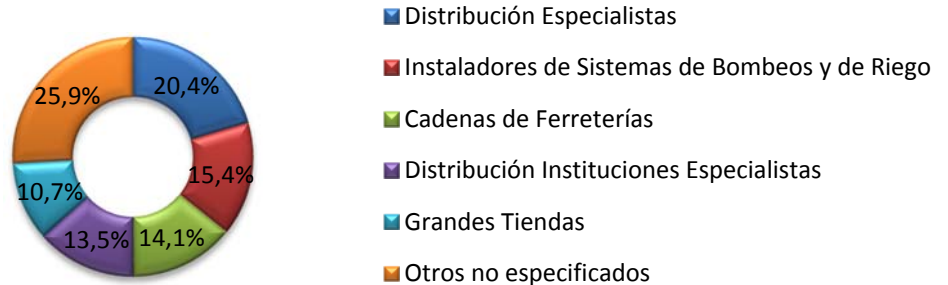 20,4%
15,4%
14,1%
13,5%
10,7%
25,9%
Distribución Especialistas
Instaladores de Sistemas de Bombeos y de Riego
Cadenas de Ferreterías
Distribución Instituciones Especialistas
Grandes Tiendas
Otros no especificados